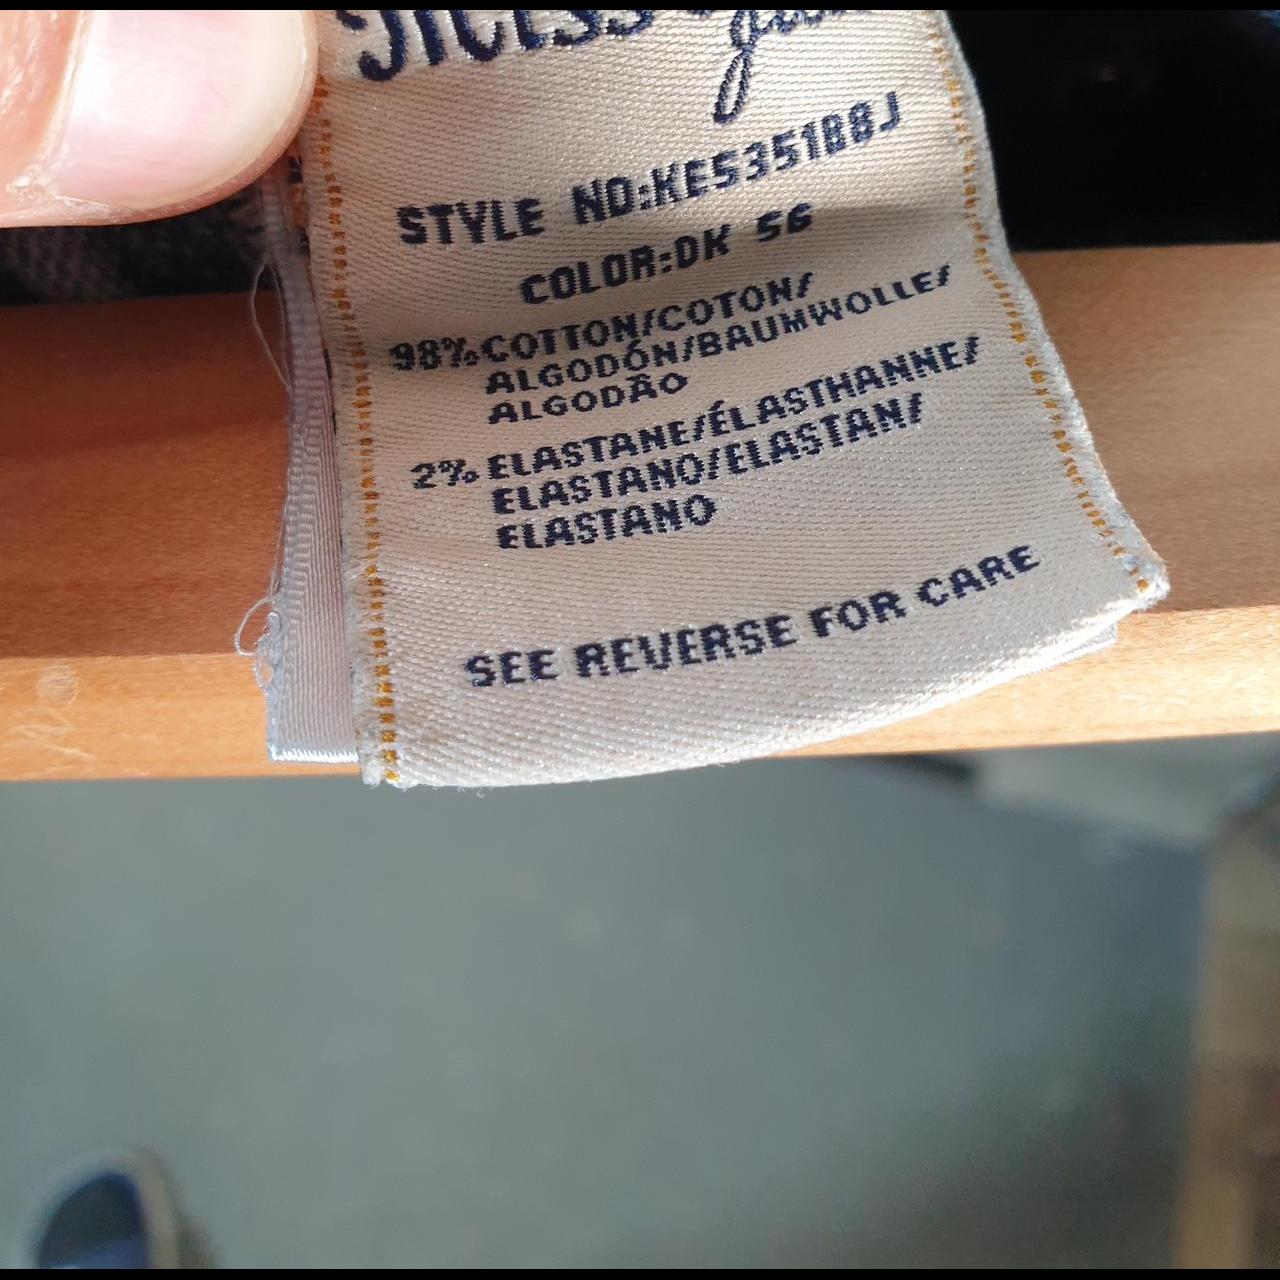 STYLE NO:KE5351B8J
COLOR:DK SG
98% COTTON/COTON/
ALGODÓN/BAUMWOLLE/
ALGODÃO
2% ELASTANE/ÉLASTHANNE/
ELASTANO/ELASTAN/
ELASTANO
SEE REVERSE FOR CARE